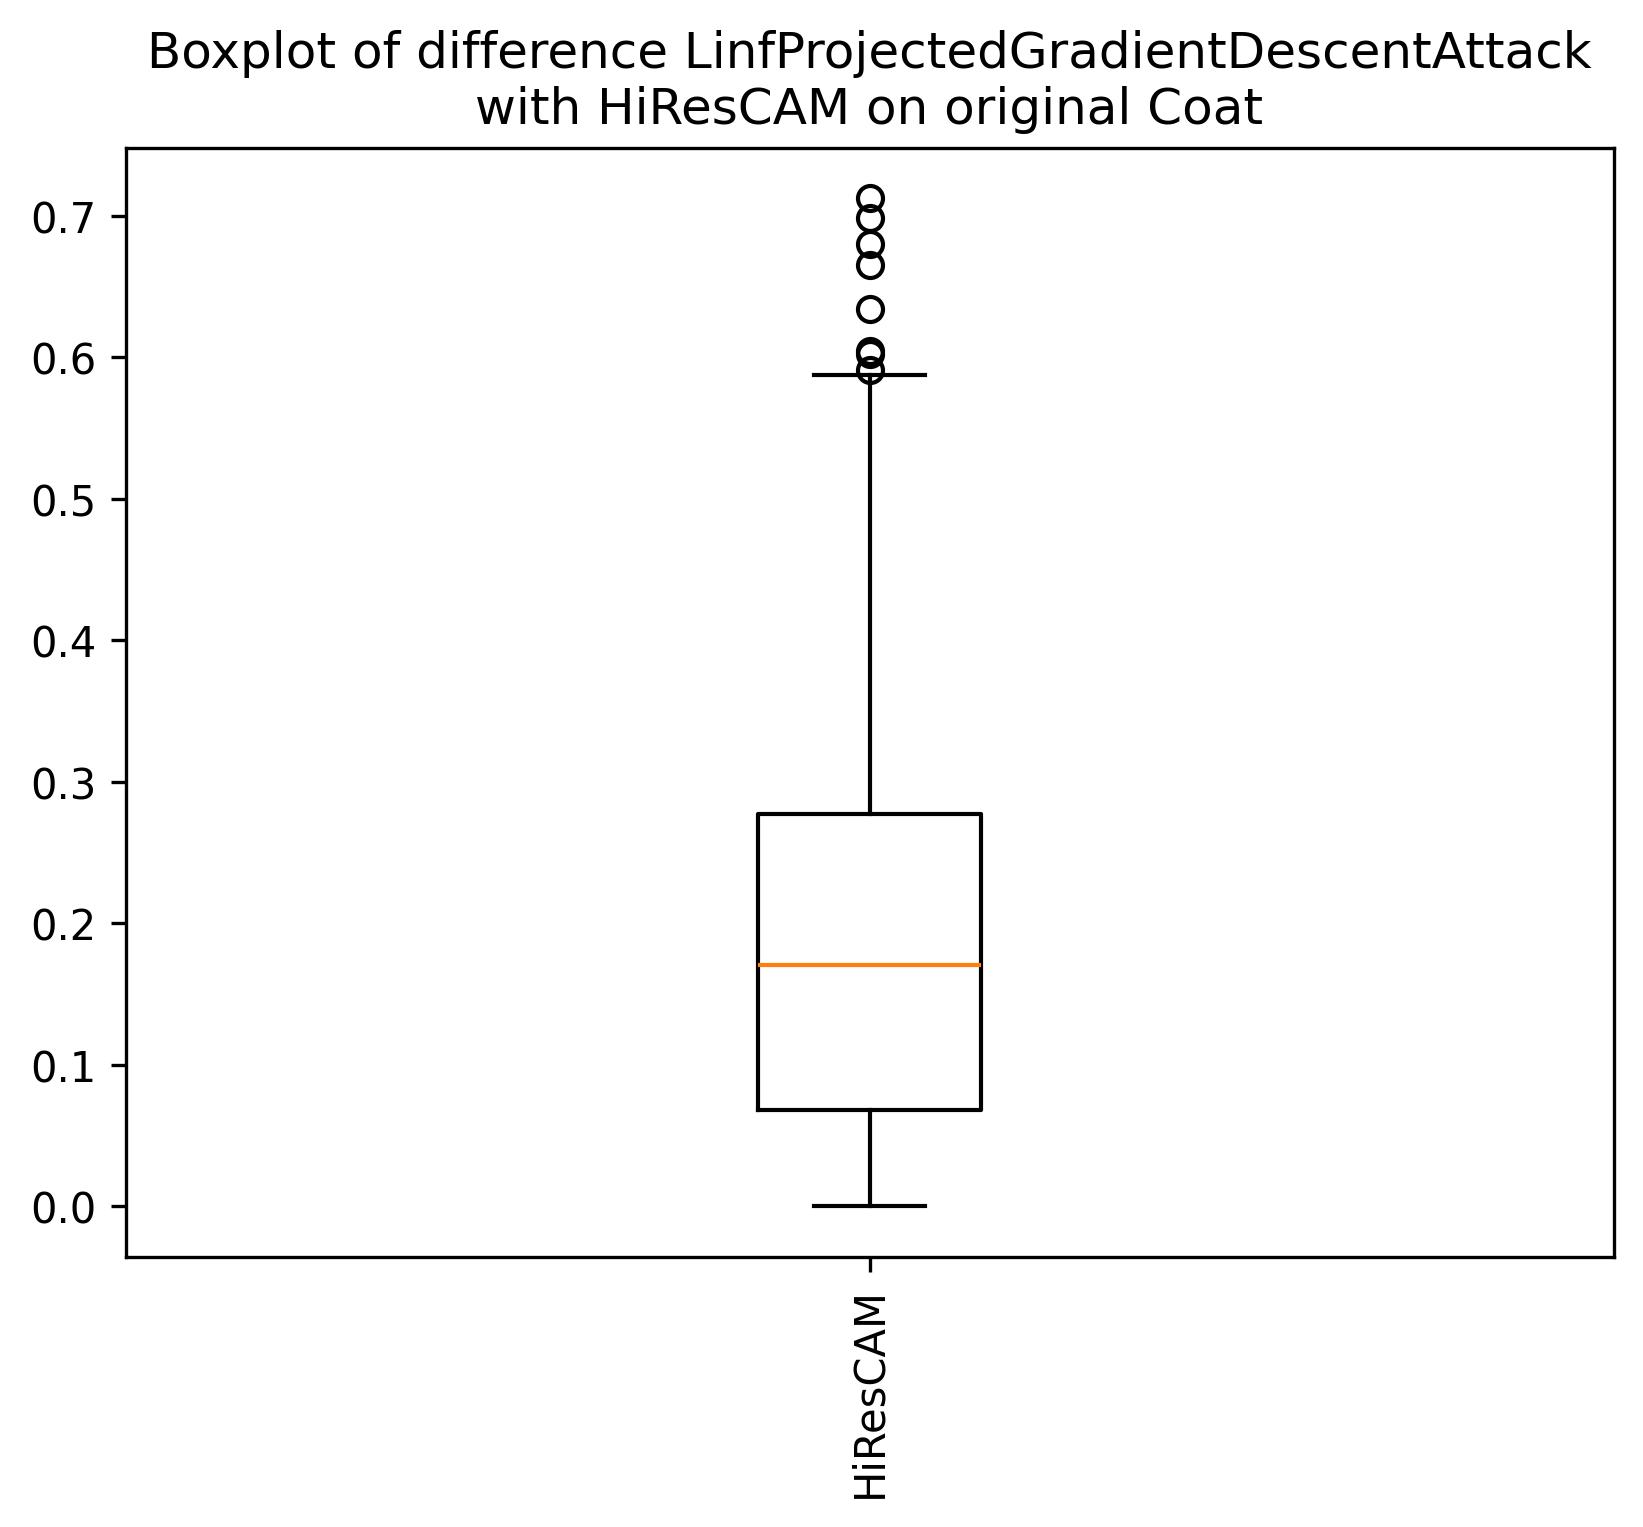 Boxplot of difference LinfProjectedGradientDescentAttack
with HiResCAM on original Coat
0.7
0.6
0.5
0.4
0.3
0.2
0.1
0.0
HiResCAM